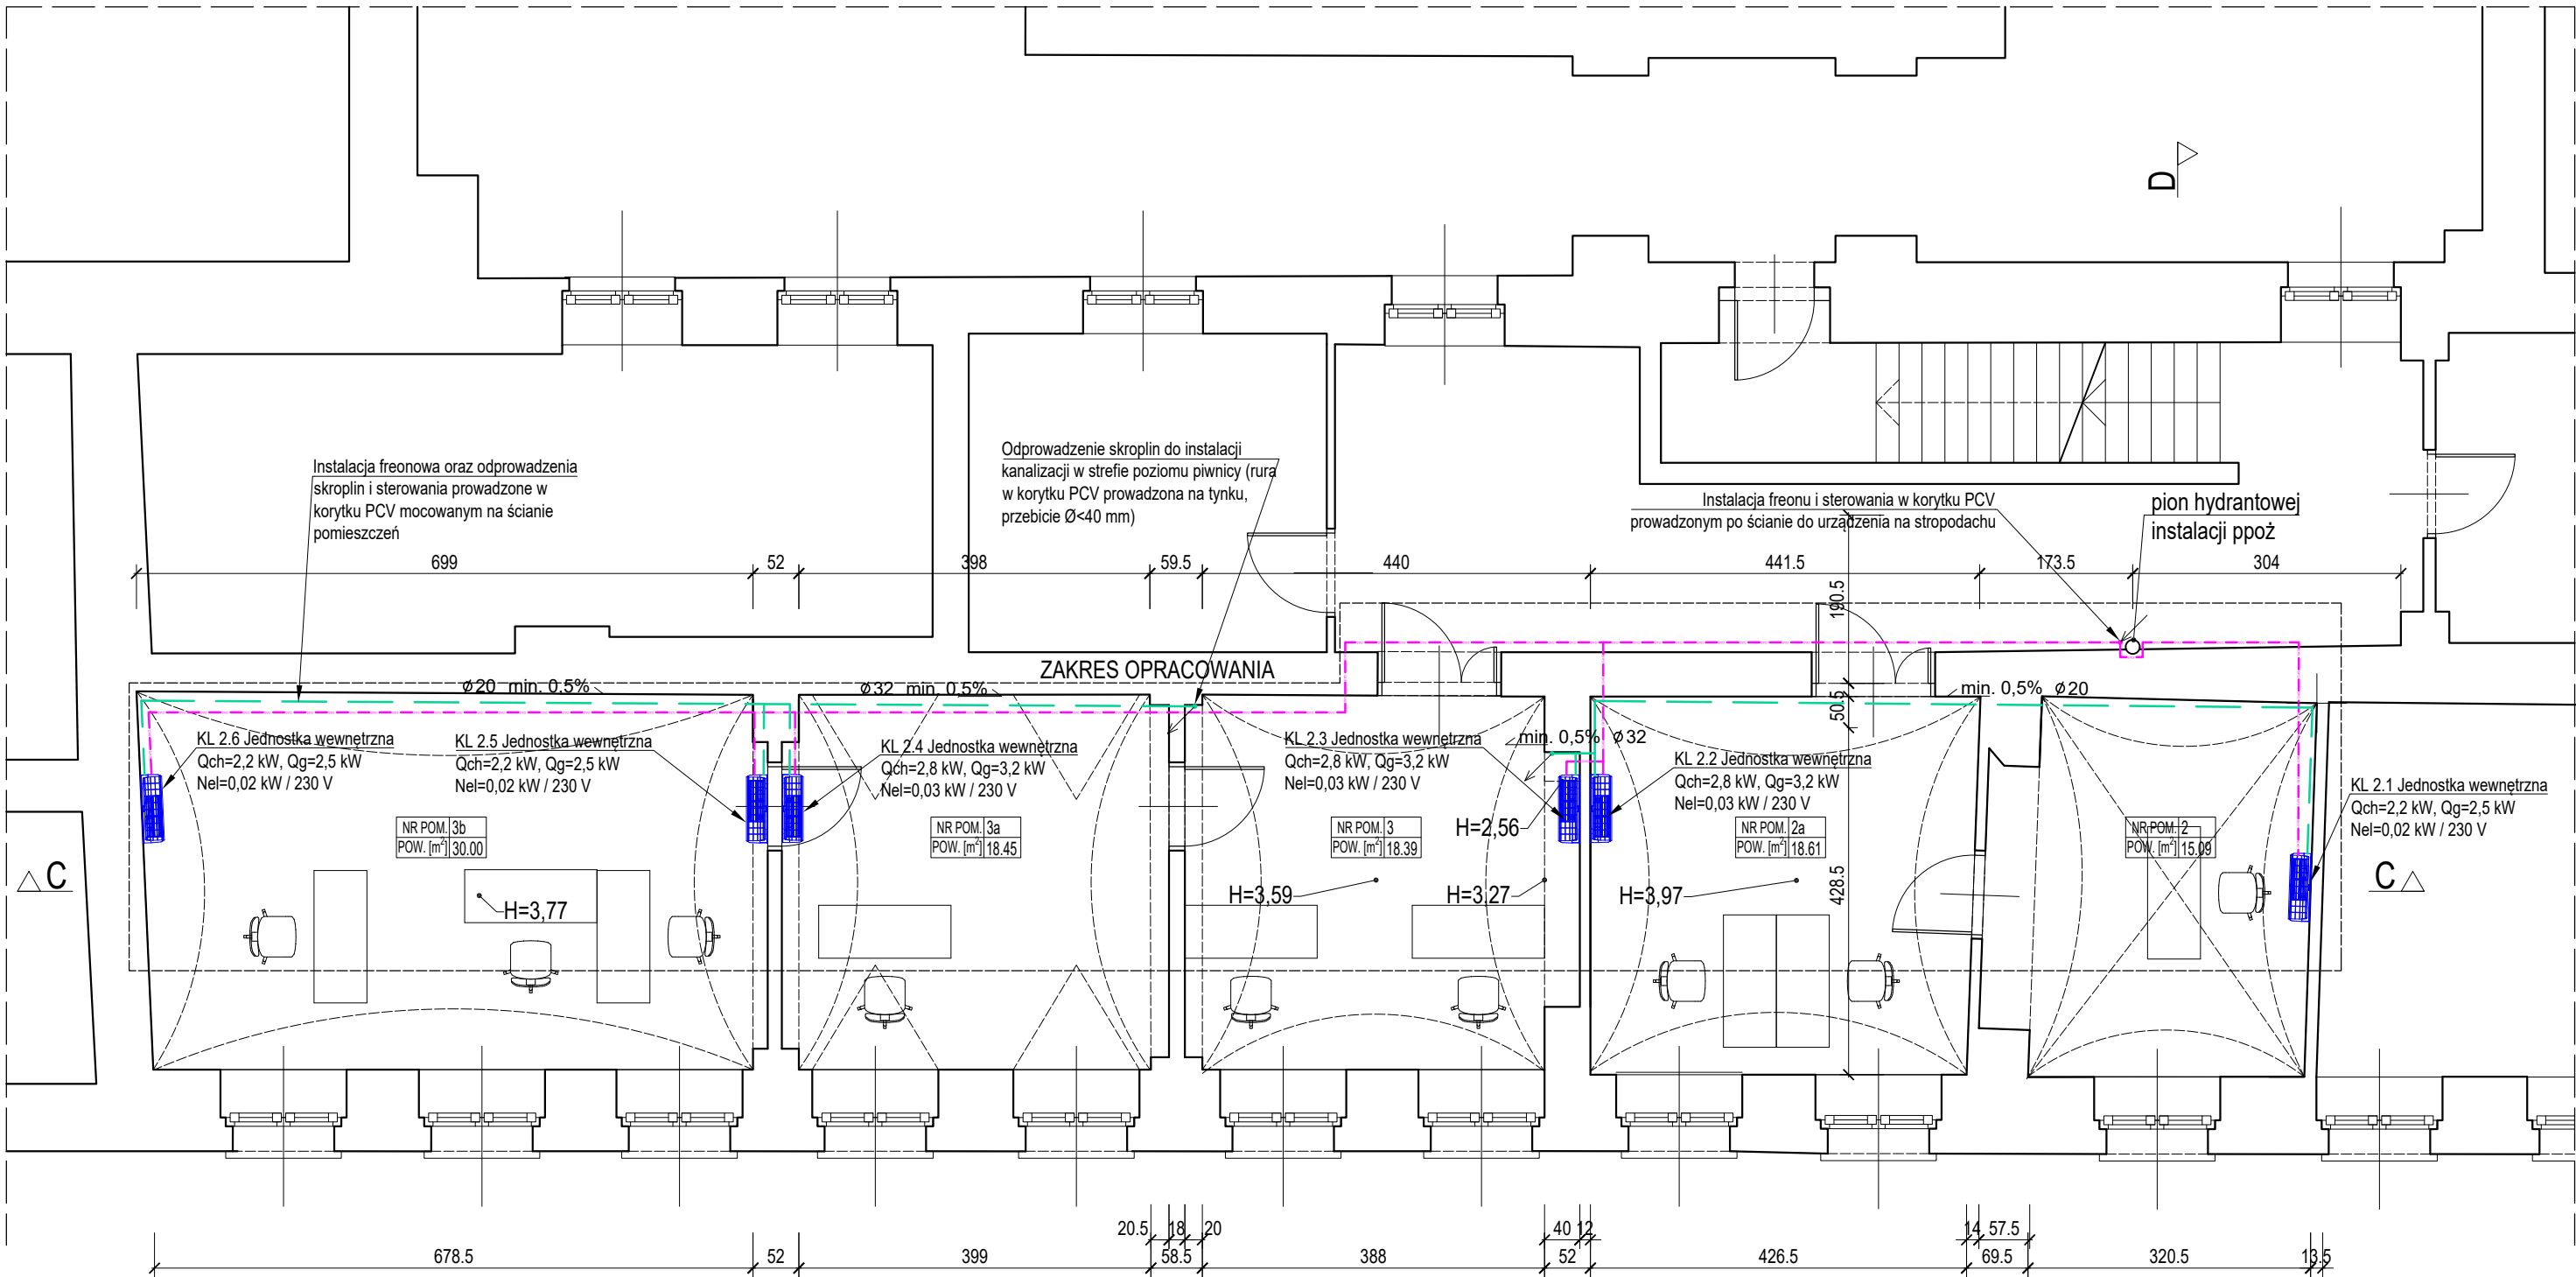 D
Instalacja freonowa oraz odprowadzenia
skroplin i sterowania prowadzone w
korytku PCV mocowanym na ścianie
pomieszczeń
Odprowadzenie skroplin do instalacji
kanalizacji w strefie poziomu piwnicy (rura
w korytku PCV prowadzona na tynku,
przebicie Ø<40 mm)
Instalacja freonu i sterowania w korytku PCV
prowadzonym po ścianie do urządzenia na stropodachu
pion hydrantowej
instalacji ppoż
699 52 398 59.5 440 441.5 173.5 304
190.5
50.5
428.5
ZAKRES OPRACOWANIA
ø20 min. 0,5%
ø32 min. 0,5%
min. 0,5% ø20
min. 0,5% ø32
KL 2.6 Jednostka wewnętrzna
Qch=2,2 kW, Qg=2,5 kW
Nel=0,02 kW / 230 V
KL 2.5 Jednostka wewnętrzna
Qch=2,2 kW, Qg=2,5 kW
Nel=0,02 kW / 230 V
KL 2.4 Jednostka wewnętrzna
Qch=2,8 kW, Qg=3,2 kW
Nel=0,03 kW / 230 V
KL 2.3 Jednostka wewnętrzna
Qch=2,8 kW, Qg=3,2 kW
Nel=0,03 kW / 230 V
KL 2.2 Jednostka wewnętrzna
Qch=2,8 kW, Qg=3,2 kW
Nel=0,03 kW / 230 V
KL 2.1 Jednostka wewnętrzna
Qch=2,2 kW, Qg=2,5 kW
Nel=0,02 kW / 230 V
NR POM. 3b
POW. [m²] 30.00
NR POM. 3a
POW. [m²] 18.45
NR POM. 3
POW. [m²] 18.39
NR POM. 2a
POW. [m²] 18.61
NR POM. 2
POW. [m²] 15.09
H=2,56
C
C
H=3,77
H=3,59
H=3,27
H=3,97
20.5 18 20 40 12 14 57.5
678.5 52 399 58.5 388 52 426.5 69.5 320.5 13.5